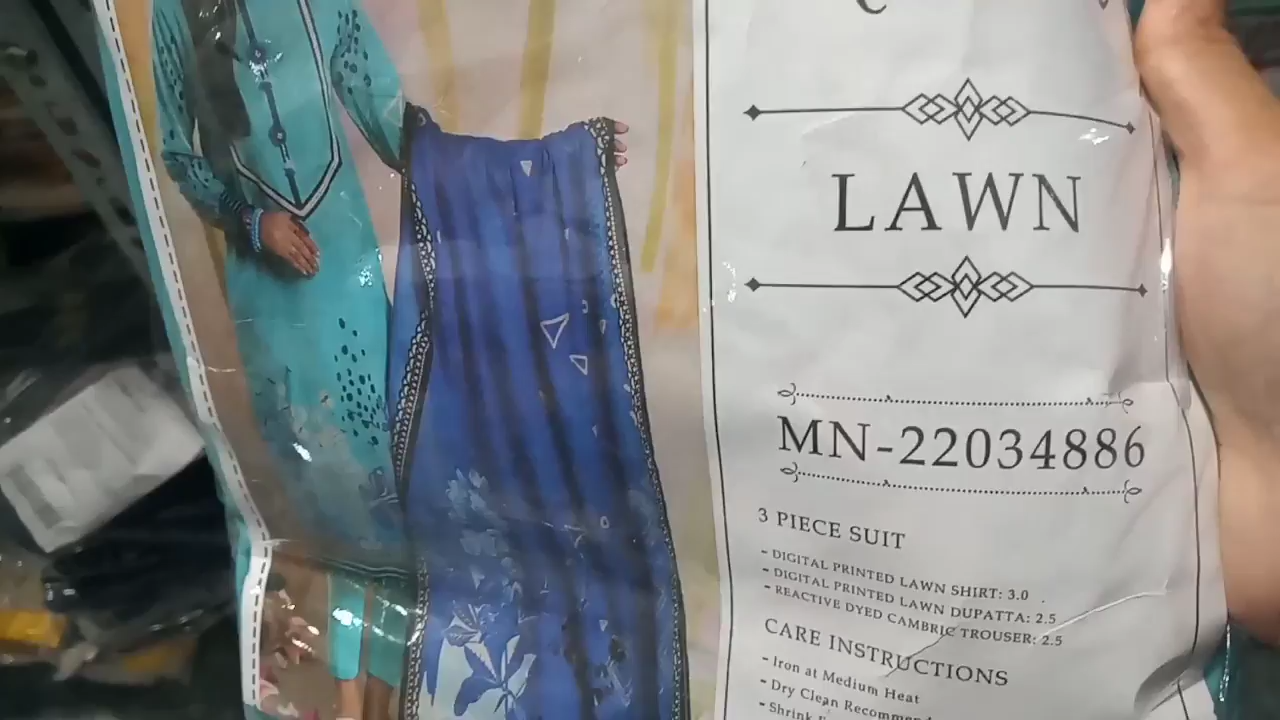 LAWN
MN-22034886
3 PIECE SUIT
- DIGITAL PRINTED LAWN SHIRT: 3.0
- DIGITAL PRINTED LAWN DUPATTA: 2.5
- REACTIVE DYED CAMBRIC TROUSER: 2.5
CARE INSTRUCTIONS
- Iron at Medium Heat
- Dry Clean
- Shrink